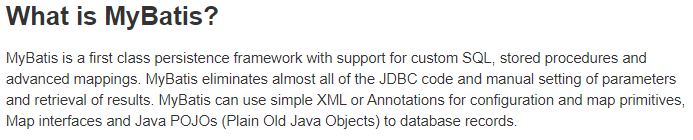 What is MyBatis?
MyBatis is a first class persistence framework with support for custom SQL, stored procedures and
advanced mappings. MyBatis eliminates almost all of the JDBC code and manual setting of parameters
and retrieval of results. MyBatis can use simple XML or Annotations for configuration and map primitives,
Map interfaces and Java POJOs (Plain Old Java Objects) to database records.